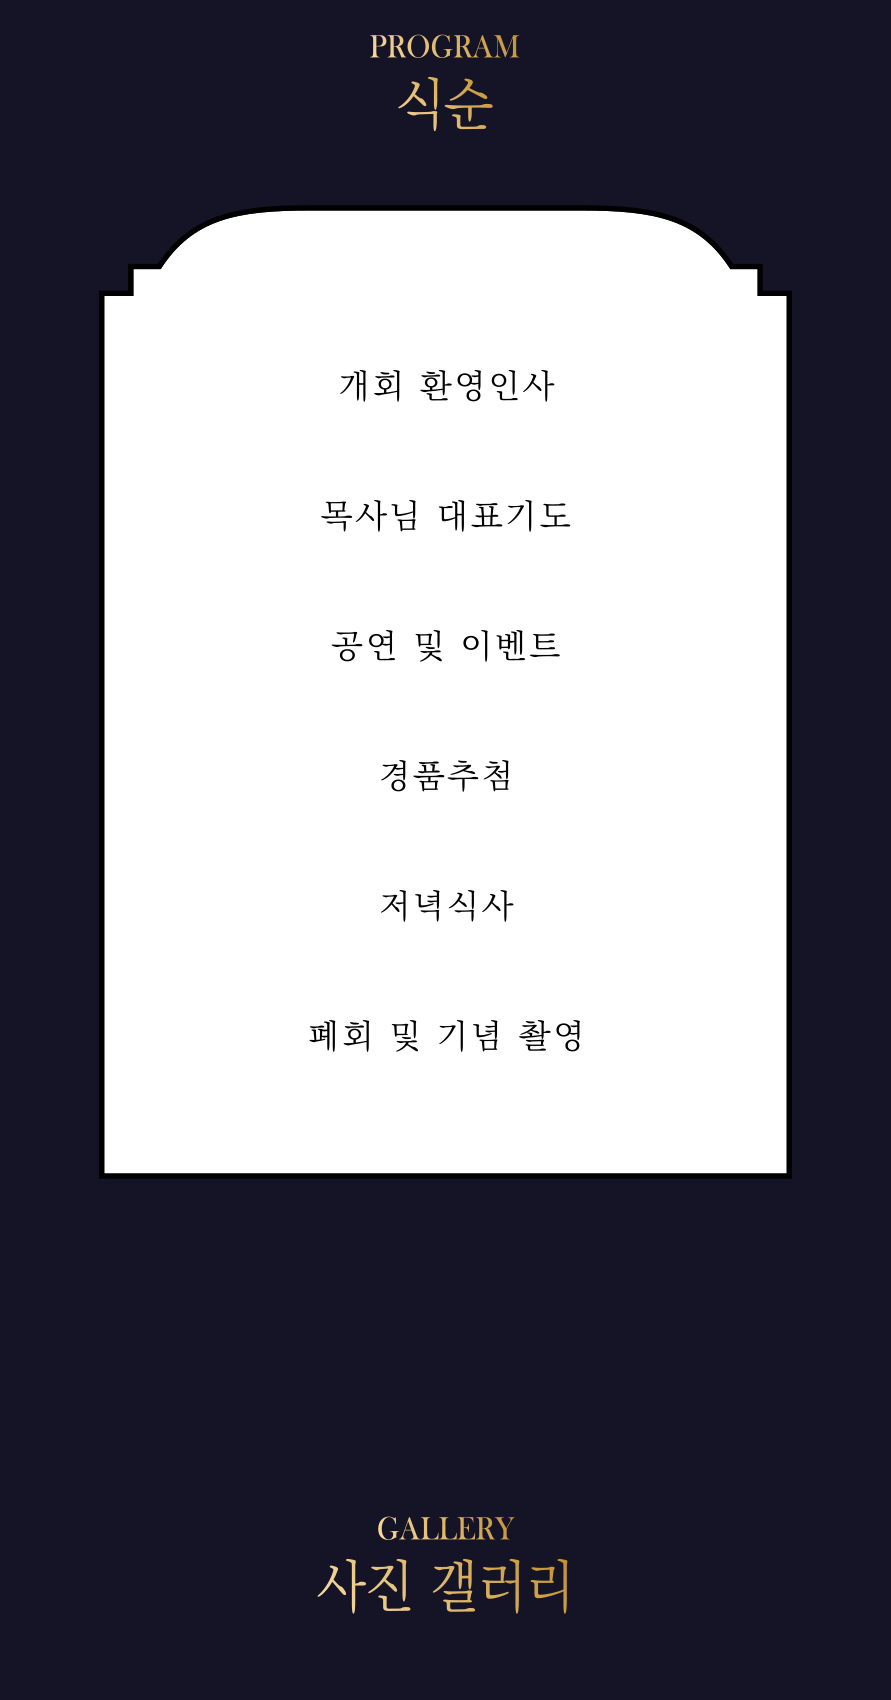 PROGRAM
식순
개회 환영인사
목사님 대표기도
공연 및 이벤트
경품추첨
저녁식사
폐회 및 기념 촬영
GALLERY
사진 갤러리